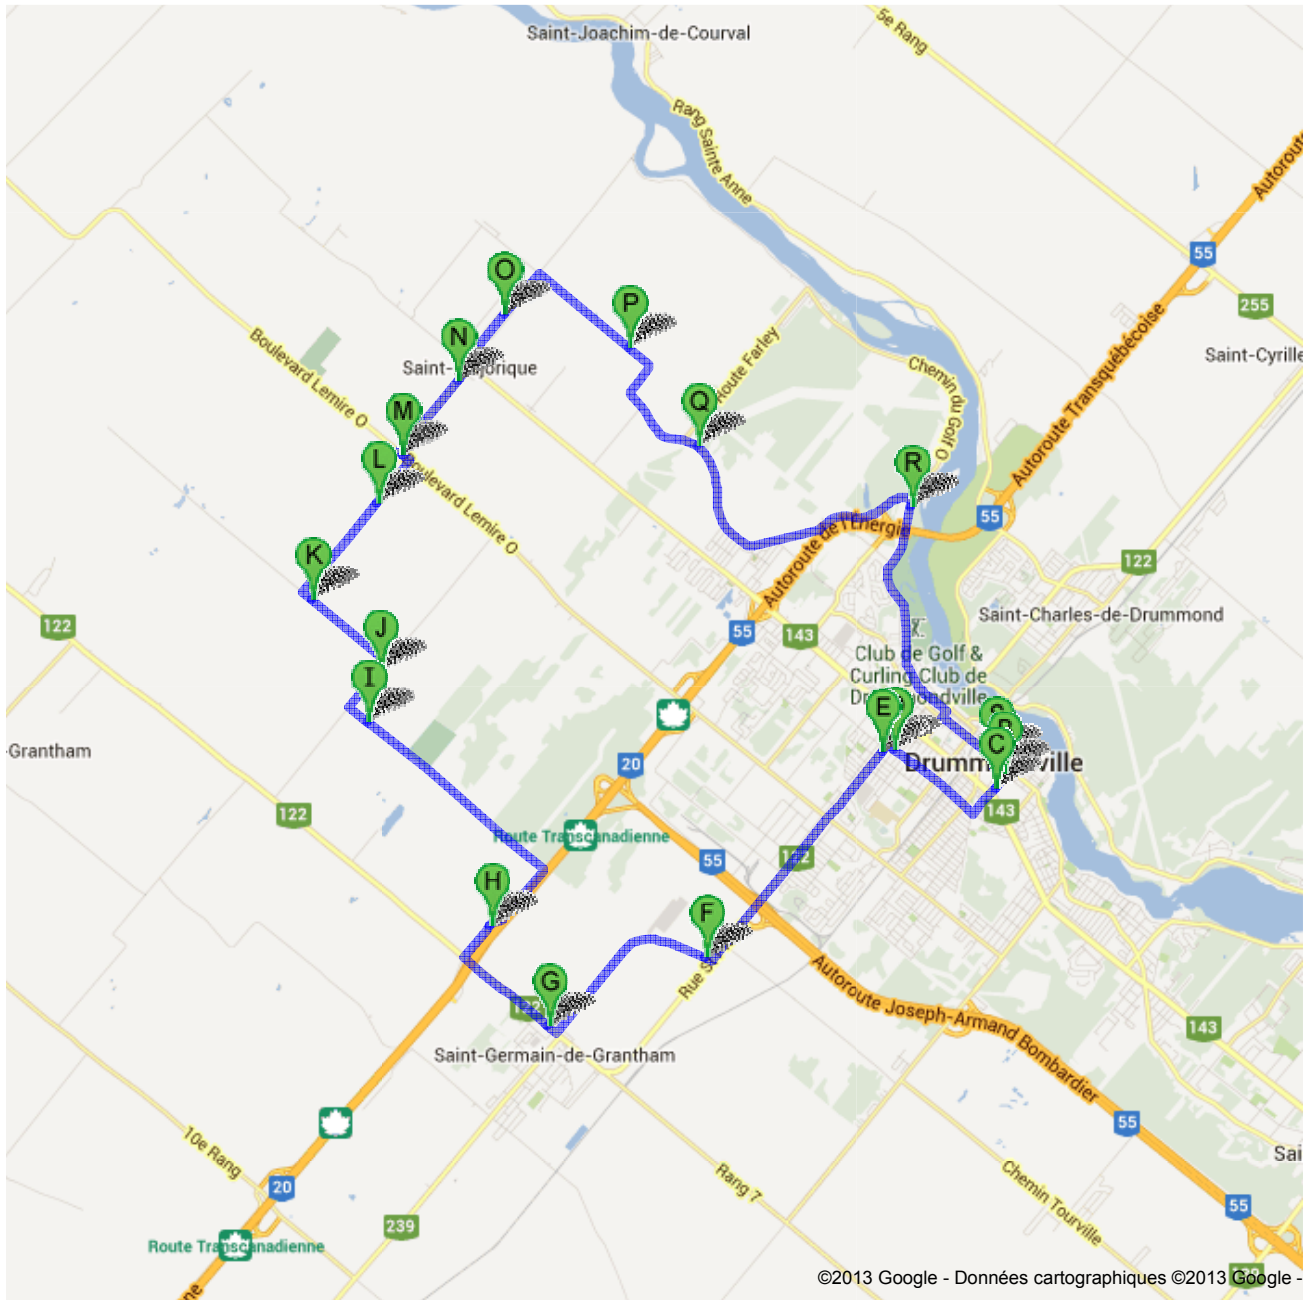 Saint-Joachim-de-Courval
5e Rang
Rang Sainte Anne
Autoroute
55
255
Saint-Cyrille
Autoroute Transquébécoise
O
P
N
Route Farley
Boulevard Lemire O
Chemin du Golf O
M
Q
L
Boulevard Lemire O
R
55
Autoroute de l'Énergie
K
122
122
J
55
143
Saint-Charles-de-Drummond
Club de Golf &
Curling Club de
I
E
C
-Grantham
20
143
122
Route Transcanadienne
55
H
F
G
Autoroute Joseph-Armand Bombardier
143
Saint-Germain-de-Grantham
55
10e Rang
Rang 7
Chemin Tourville
20
239
55
Route Transcanadienne
©2013 Google - Données cartographiques ©2013 Google -